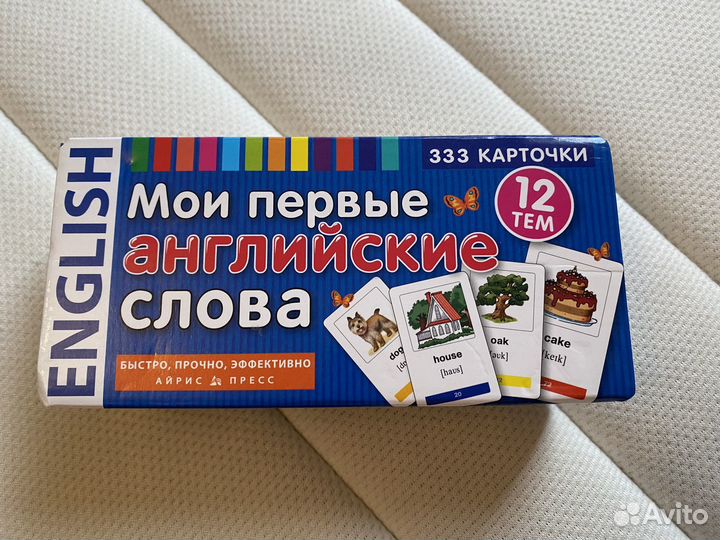 ENGLISH
333 КАРТОЧКИ
Мои первые
английские
слова
12
ТЕМ
БЫСТРО, ПРОЧНО, ЭФФЕКТИВНО
АЙРИС ПРЕСС
house
[haʊs]
20
oak
cake
[keɪk]
Avito